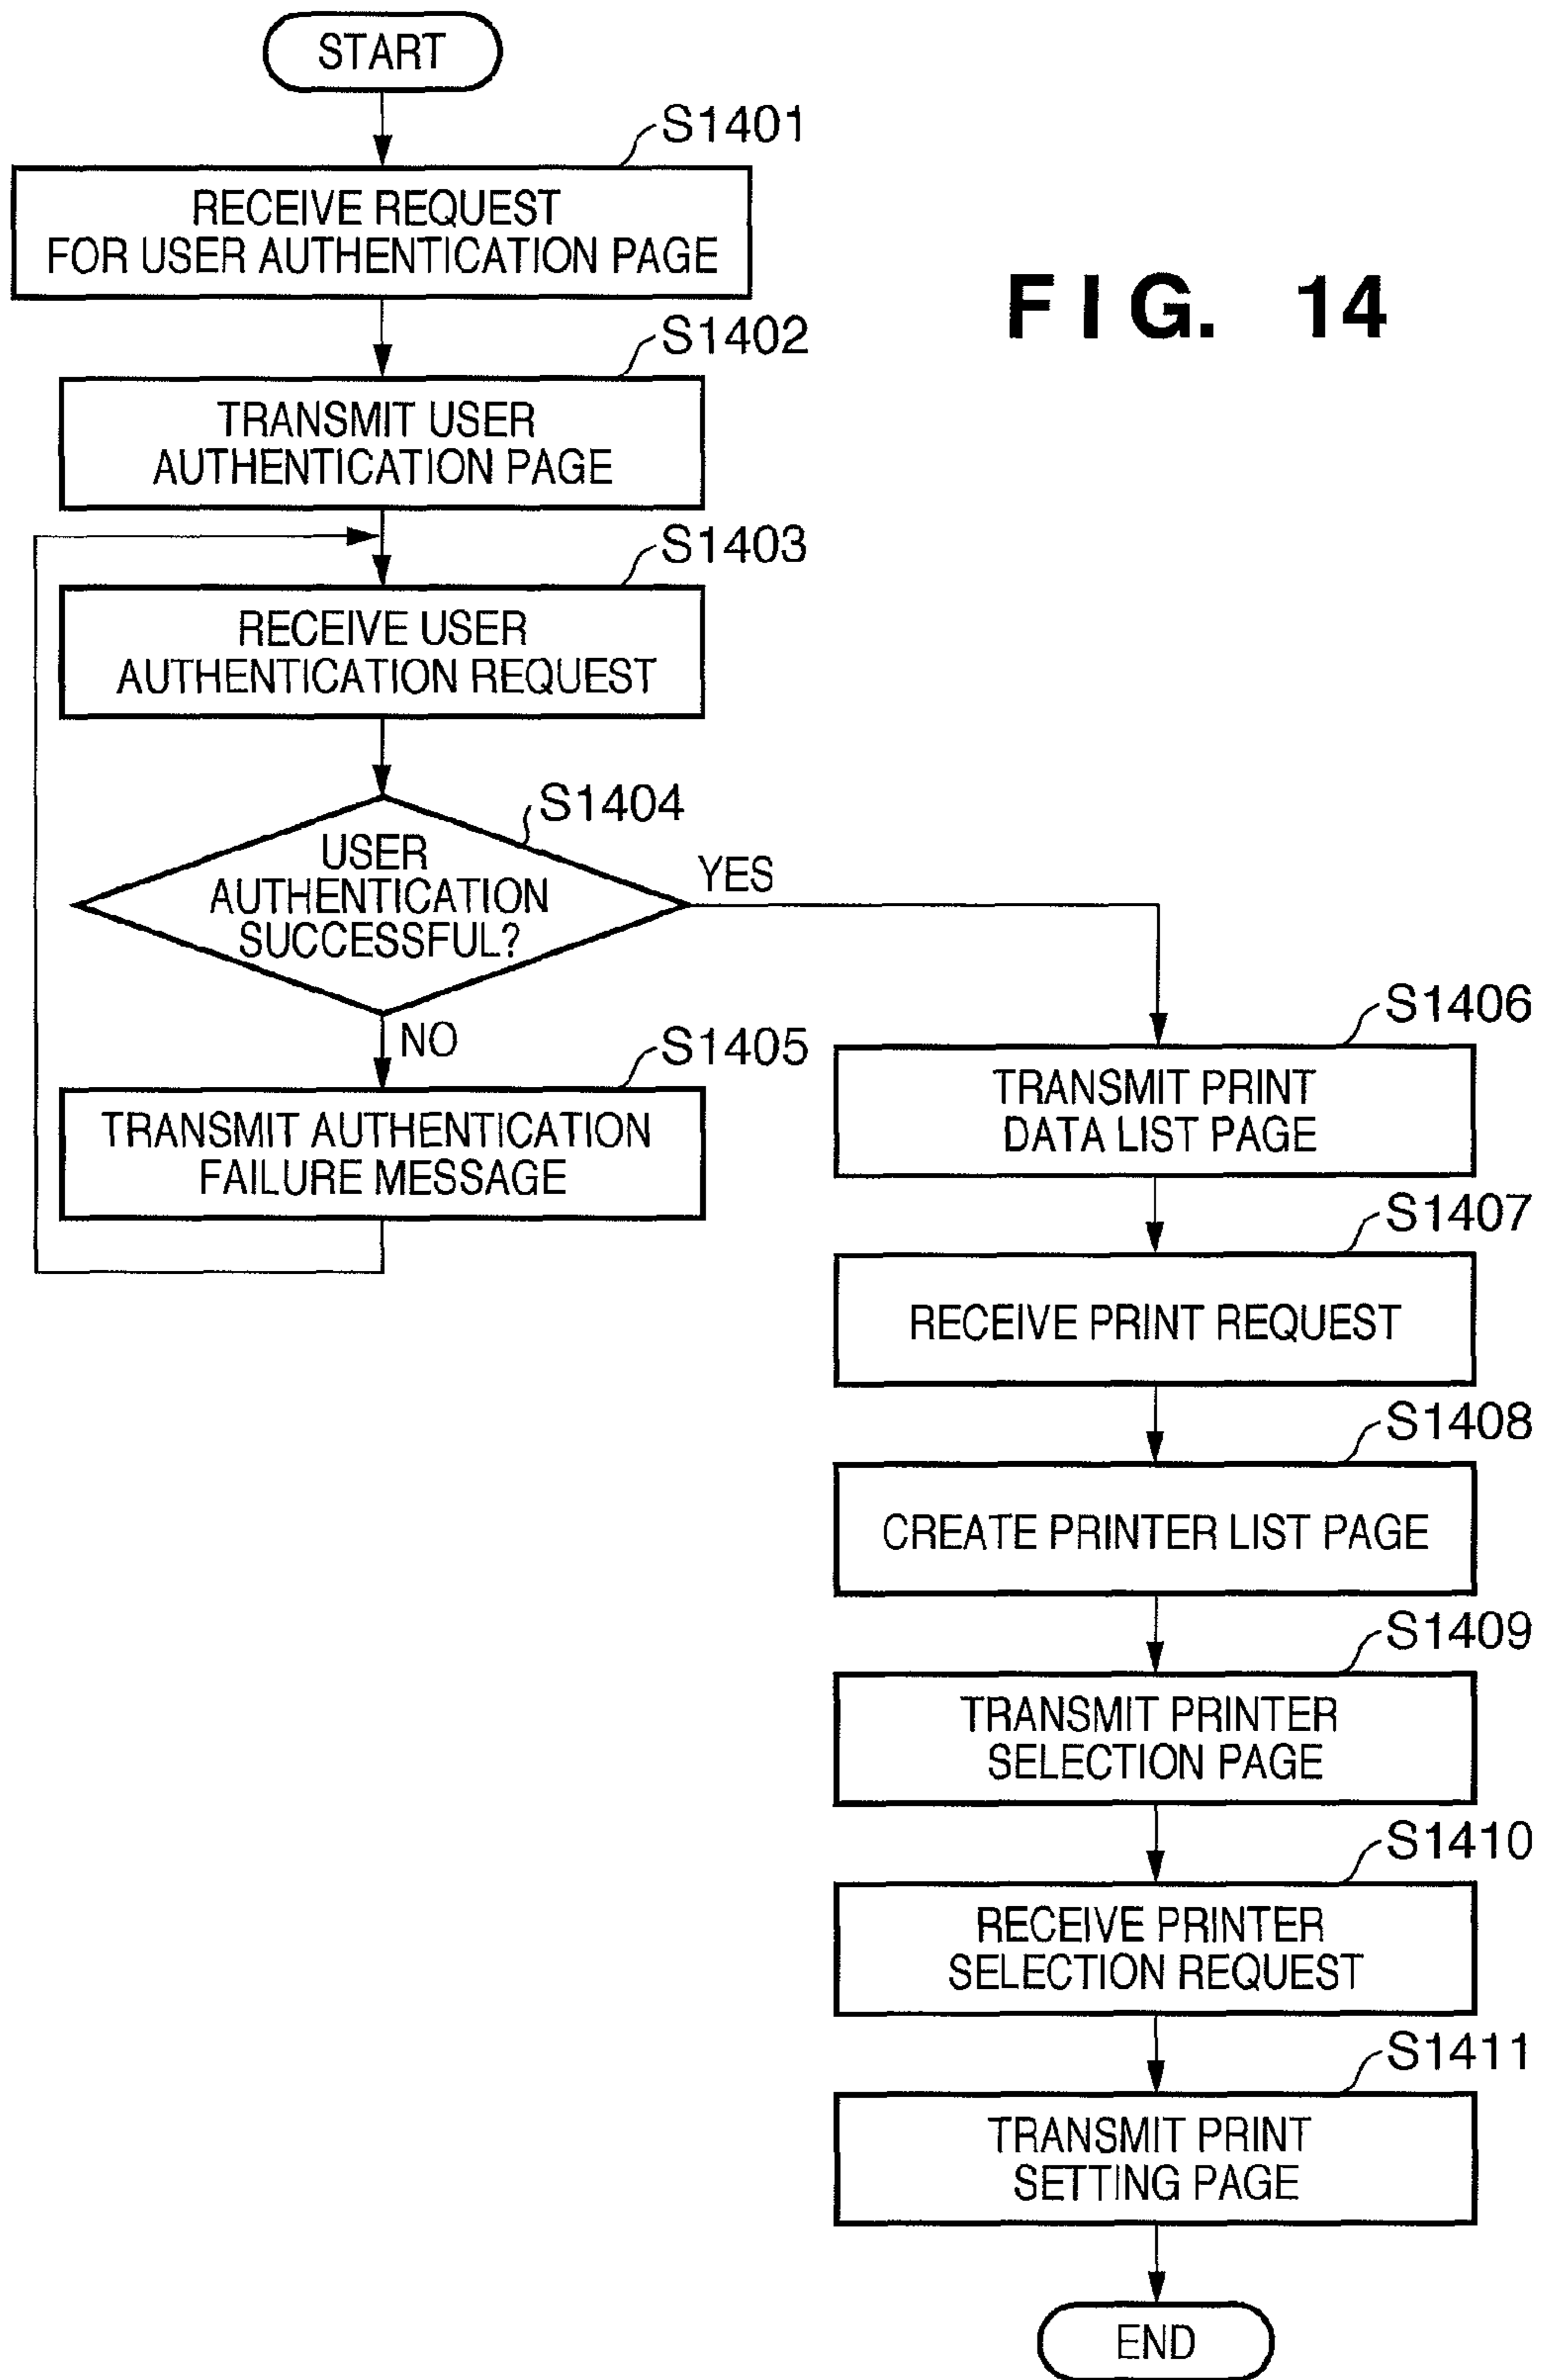 START
S1401
RECEIVE REQUEST
FOR USER AUTHENTICATION PAGE
FIG. 14
S1402
TRANSMIT USER
AUTHENTICATION PAGE
S1403
RECEIVE USER
AUTHENTICATION REQUEST
S1404
USER
AUTHENTICATION
SUCCESSFUL?
YES
NO
S1405
TRANSMIT AUTHENTICATION
FAILURE MESSAGE
S1406
TRANSMIT PRINT
DATA LIST PAGE
S1407
RECEIVE PRINT REQUEST
S1408
CREATE PRINTER LIST PAGE
S1409
TRANSMIT PRINTER
SELECTION PAGE
S1410
RECEIVE PRINTER
SELECTION REQUEST
S1411
TRANSMIT PRINT
SETTING PAGE
END